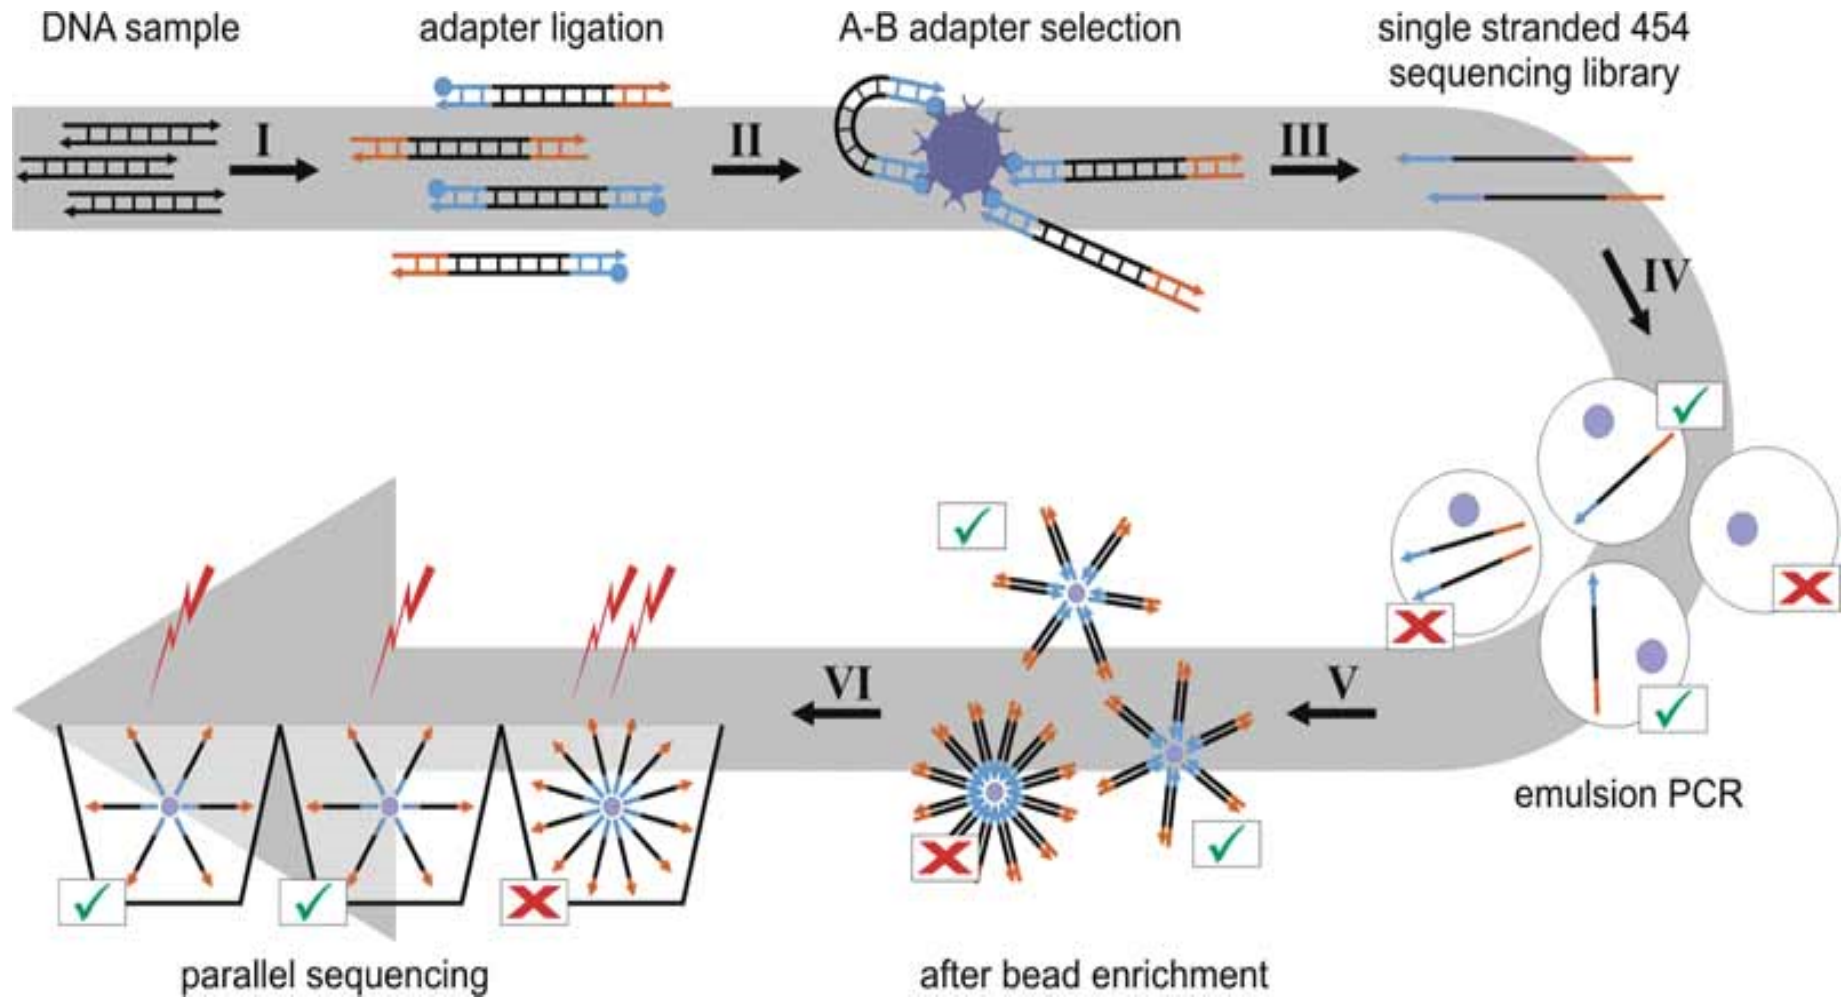 DNA sample
adapter ligation
A-B adapter selection
single stranded 454
sequencing library
I
II
III
IV
emulsion PCR
V
after bead enrichment
VI
parallel sequencing